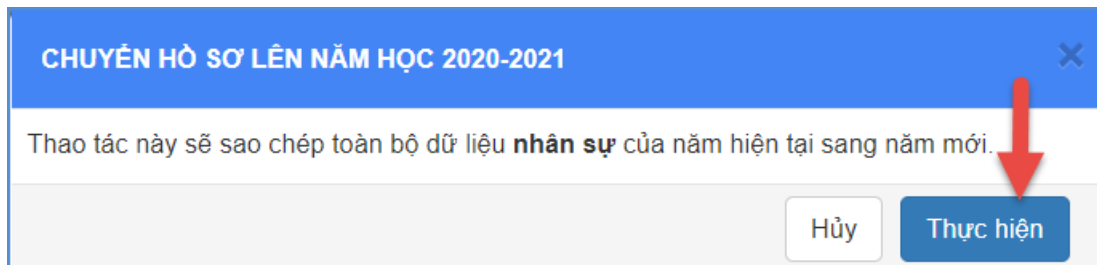 CHUYỂN HỒ SƠ LÊN NĂM HỌC 2020-2021
Thao tác này sẽ sao chép toàn bộ dữ liệu nhân sự của năm hiện tại sang năm mới.
Hủy
Thực hiện